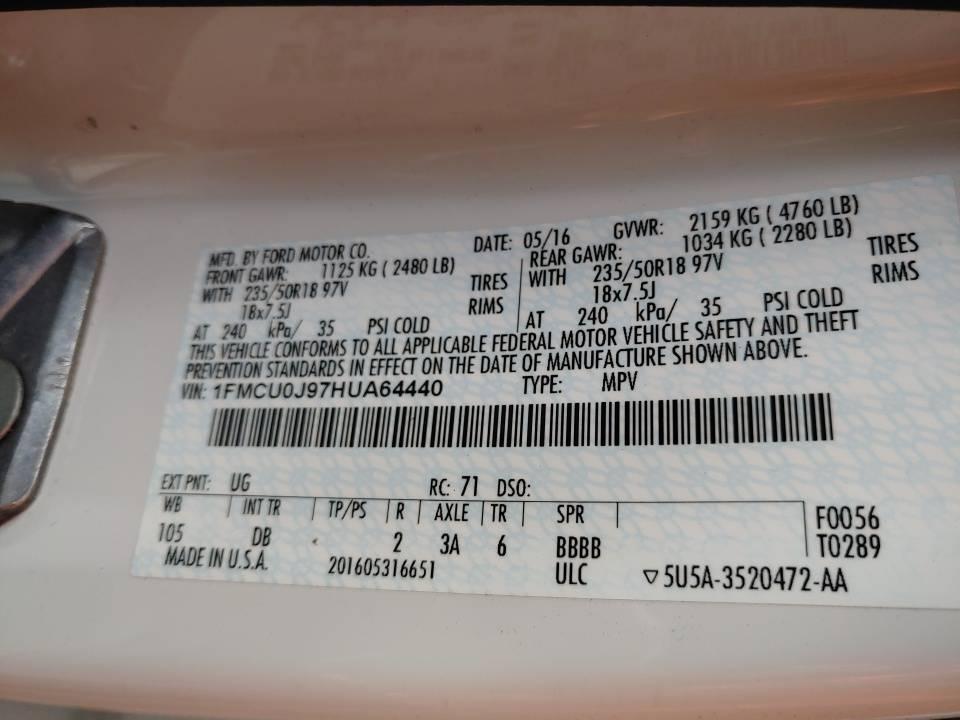 MFD. BY FORD MOTOR CO. DATE: 05/16 GVWR: 2159 KG ( 4760 LB)
FRONT GAWR: 1125 KG ( 2480 LB) REAR GAWR: 1034 KG ( 2280 LB)
WITH 235/50R18 97V TIRES WITH 235/50R18 97V TIRES
18x7.5J RIMS 18x7.5J RIMS
AT 240 kPa/ 35 PSI COLD AT 240 kPa/ 35 PSI COLD
THIS VEHICLE CONFORMS TO ALL APPLICABLE FEDERAL MOTOR VEHICLE SAFETY AND THEFT
PREVENTION STANDARDS IN EFFECT ON THE DATE OF MANUFACTURE SHOWN ABOVE.
VIN: 1FMCU0J97HUA64440 TYPE: MPV
EXT PNT: UG RC: 71 DSO:
WB INT TR TP/PS R AXLE TR SPR F0056
105 DB 2 3A 6 BBBB T0289
MADE IN U.S.A. 201605316651 ULC ▽5U5A-3520472-AA